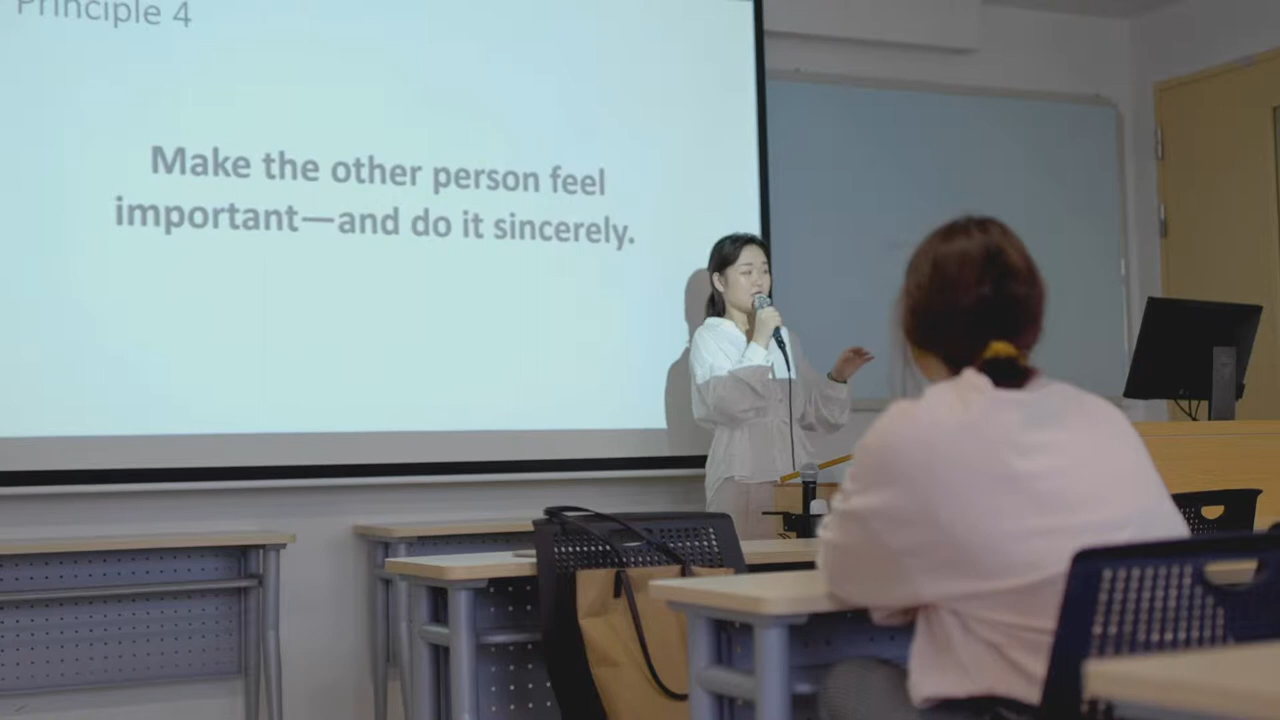 Principle 4
Make the other person feel
important—and do it sincerely.